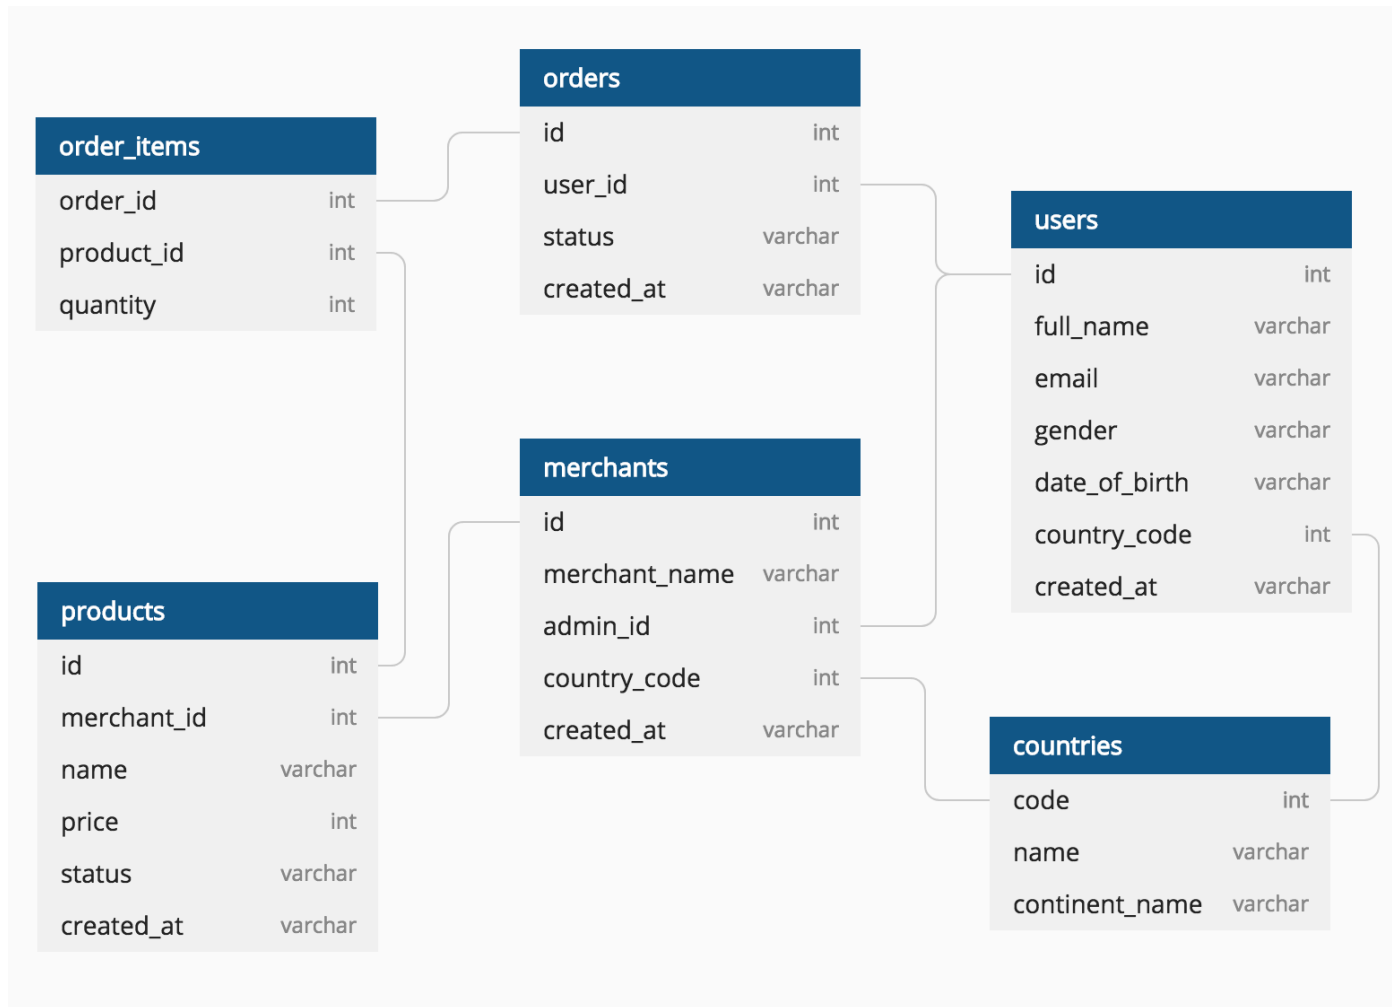 order_items
order_id int
product_id int
quantity int
orders
id int
user_id int
status varchar
created_at varchar
users
id int
full_name varchar
email varchar
gender varchar
date_of_birth varchar
country_code int
created_at varchar
merchants
id int
merchant_name varchar
admin_id int
country_code int
created_at varchar
products
id int
merchant_id int
name varchar
price int
status varchar
created_at varchar
countries
code int
name varchar
continent_name varchar